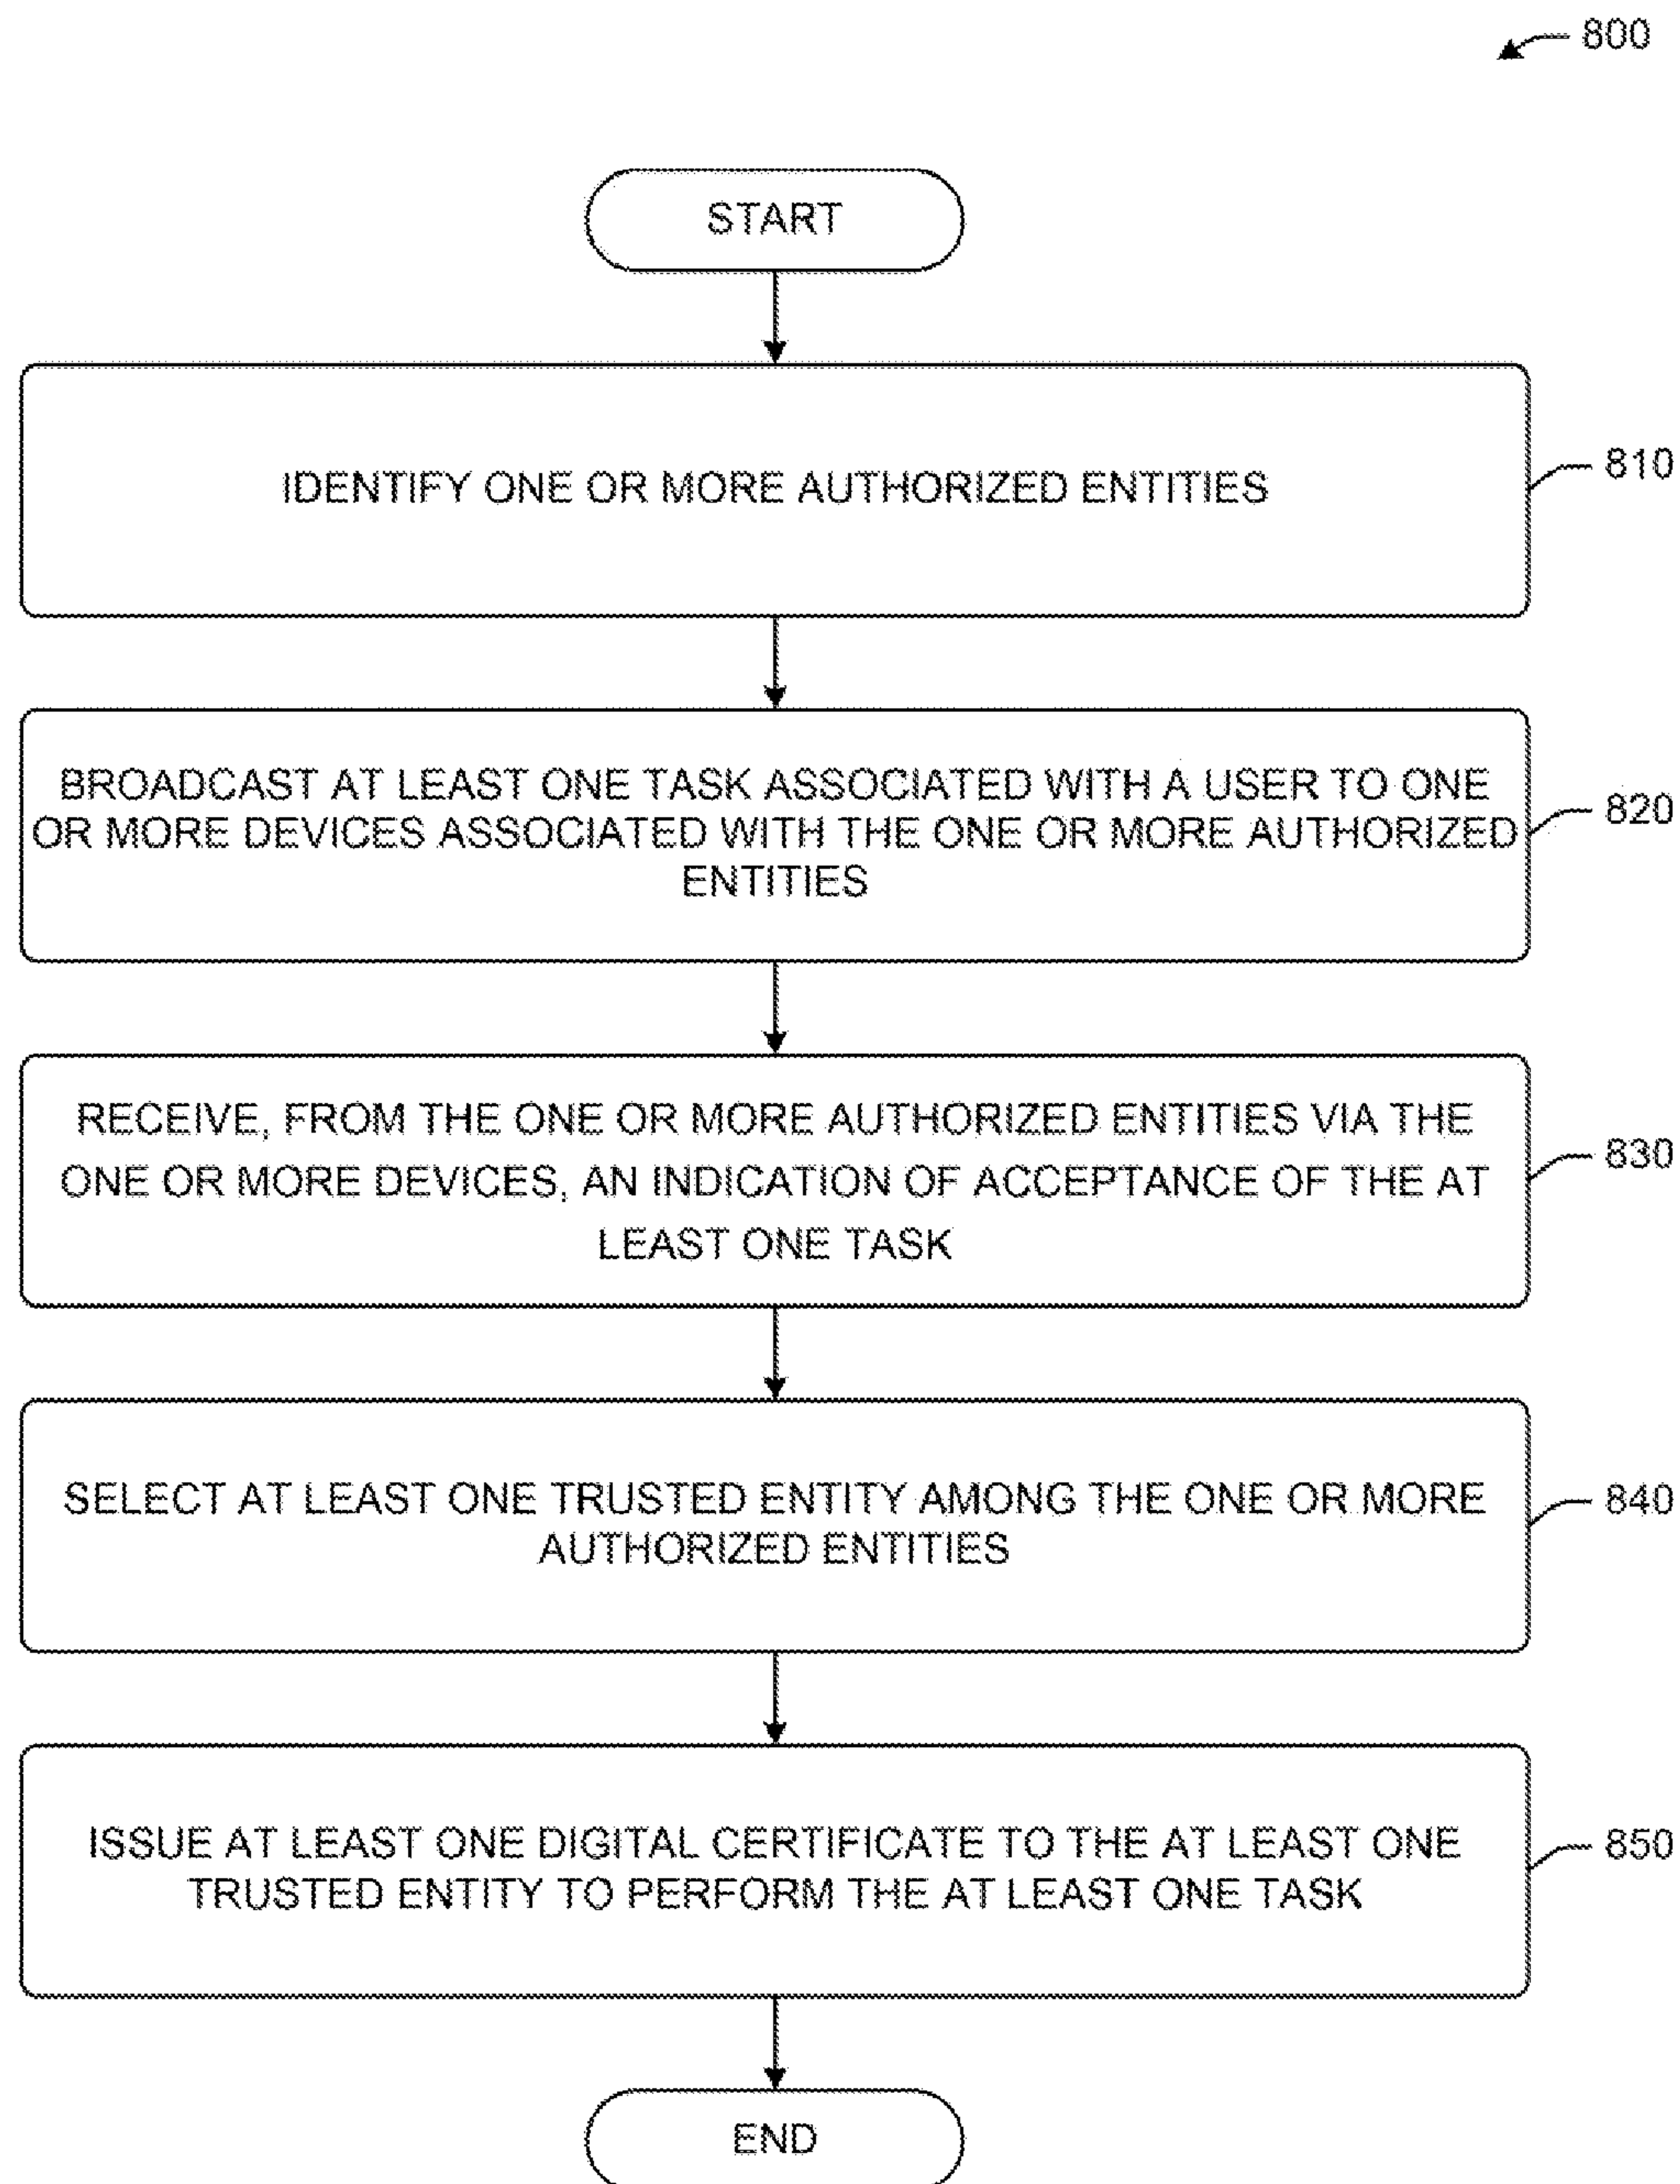 800
START
IDENTIFY ONE OR MORE AUTHORIZED ENTITIES
810
BROADCAST AT LEAST ONE TASK ASSOCIATED WITH A USER TO ONE
OR MORE DEVICES ASSOCIATED WITH THE ONE OR MORE AUTHORIZED
ENTITIES
820
RECEIVE, FROM THE ONE OR MORE AUTHORIZED ENTITIES VIA THE
ONE OR MORE DEVICES, AN INDICATION OF ACCEPTANCE OF THE AT
LEAST ONE TASK
830
SELECT AT LEAST ONE TRUSTED ENTITY AMONG THE ONE OR MORE
AUTHORIZED ENTITIES
840
ISSUE AT LEAST ONE DIGITAL CERTIFICATE TO THE AT LEAST ONE
TRUSTED ENTITY TO PERFORM THE AT LEAST ONE TASK
850
END